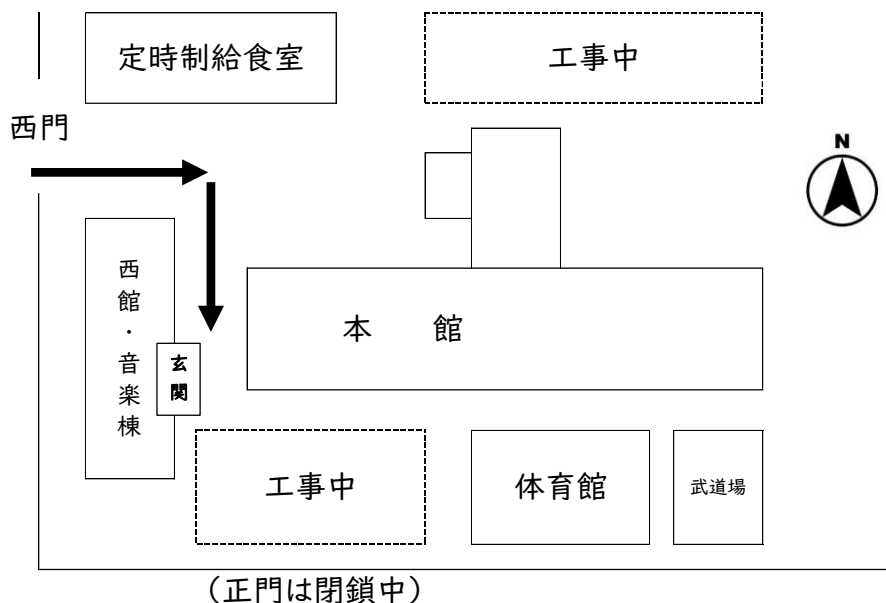 定時制給食室
工事中
西門
N
西館・音楽棟
本　館
玄関
工事中
体育館
武道場
（正門は閉鎖中）